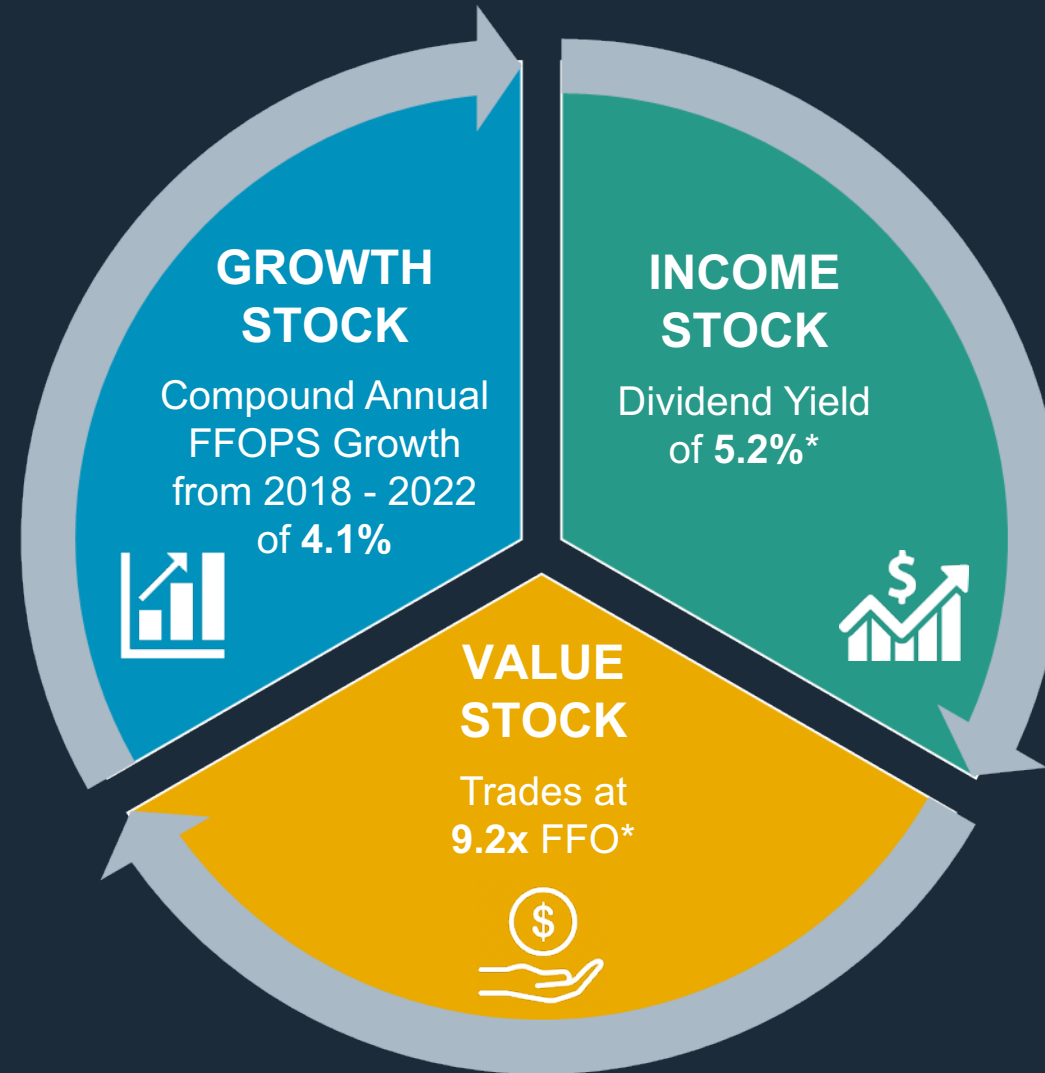 GROWTH
STOCK
Compound Annual
FFOPS Growth
from 2018 - 2022
of 4.1%
INCOME
STOCK
Dividend Yield
of 5.2%*
$
VALUE
STOCK
Trades at
9.2x FFO*
$